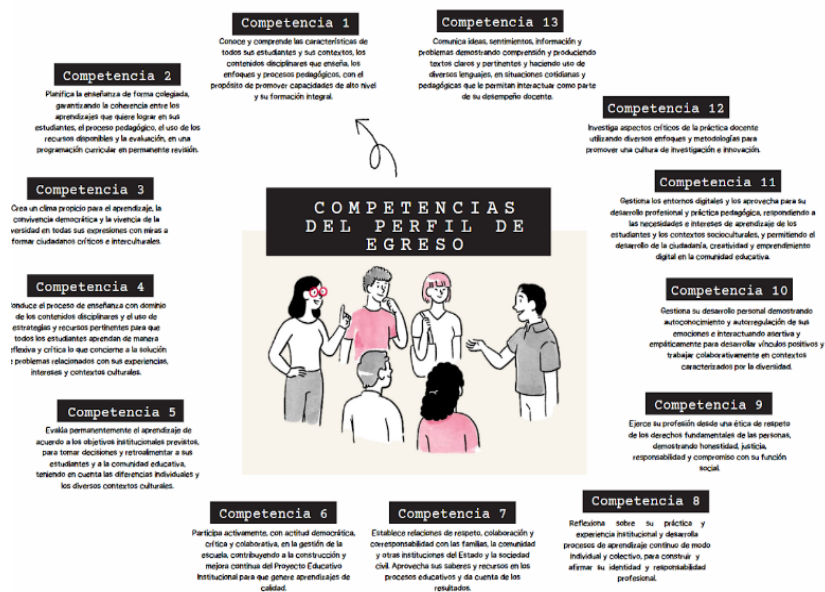 COMPETENCIAS
DEL PERFIL DE
EGRESO
Competencia 1
Conoce y comprende las características de
todos sus estudiantes y sus contextos, los
contenidos disciplinares que enseña, los
enfoques y procesos pedagógicos, con el
propósito de promover capacidades de alto nivel
y su formación integral.
Competencia 2
Planifica la enseñanza de forma colegiada,
garantizando la coherencia entre los
aprendizajes que quiere lograr en sus
estudiantes, el proceso pedagógico, el uso de los
recursos disponibles y la evaluación, en una
programación curricular en permanente revisión.
Competencia 3
Crea un clima propicio para el aprendizaje, la
convivencia democrática y la vivencia de la
versidad en todas sus expresiones con miras a
formar ciudadanos críticos e interculturales.
Competencia 4
onduce el proceso de enseñanza con dominio
de los contenidos disciplinares y el uso de
estrategias y recursos pertinentes para que
todos los estudiantes aprendan de manera
eflexiva y crítica lo que concierne a la solución
problemas relacionados con sus experiencias,
intereses y contextos culturales.
Competencia 5
Evalúa permanentemente el aprendizaje de
acuerdo a los objetivos institucionales previstos,
para tomar decisiones y retroalimentar a sus
estudiantes y a la comunidad educativa,
teniendo en cuenta las diferencias individuales y
los diversos contextos culturales.
Competencia 6
Participa activamente, con actitud democrática,
crítica y colaborativa, en la gestión de la
escuela, contribuyendo a la construcción y
mejora continua del Proyecto Educativo
Institucional para que genere aprendizajes de
calidad.
Competencia 7
Establece relaciones de respeto, colaboración y
corresponsabilidad con las familias, la comunidad
y otras instituciones del Estado y la sociedad
civil. Aprovecha sus saberes y recursos en los
procesos educativos y da cuenta de los
resultados.
Competencia 8
Reflexiona sobre su práctica y
experiencia institucional y desarrolla
procesos de aprendizaje continuo de modo
individual y colectivo, para construir y
afirmar su identidad y responsabilidad
profesional.
Competencia 9
Ejerce su profesión desde una ética de respeto
de los derechos fundamentales de las personas,
demostrando honestidad, justicia,
responsabilidad y compromiso con su función
social.
Competencia 10
Gestiona su desarrollo personal demostrando
autoconocimiento y autorregulación de sus
emociones e interactuando asertiva y
empáticamente para desarrollar vínculos positivos y
trabajar colaborativamente en contextos
caracterizados por la diversidad.
Competencia 11
Gestiona los entornos digitales y los aprovecha para su
desarrollo profesional y práctica pedagógica, respondiendo a
las necesidades e intereses de aprendizaje de los
estudiantes y los contextos socioculturales, y permitiendo el
desarrollo de la ciudadanía, creatividad y emprendimiento
digital en la comunidad educativa.
Competencia 12
Investiga aspectos críticos de la práctica docente
utilizando diversos enfoques y metodologías para
promover una cultura de investigación e innovación.
Competencia 13
Comunica ideas, sentimientos, información y
problemas demostrando comprensión y produciendo
textos claros y pertinentes y haciendo uso de
diversos lenguajes, en situaciones cotidianas y
pedagógicas que le permitan interactuar como parte
de su desempeño docente.